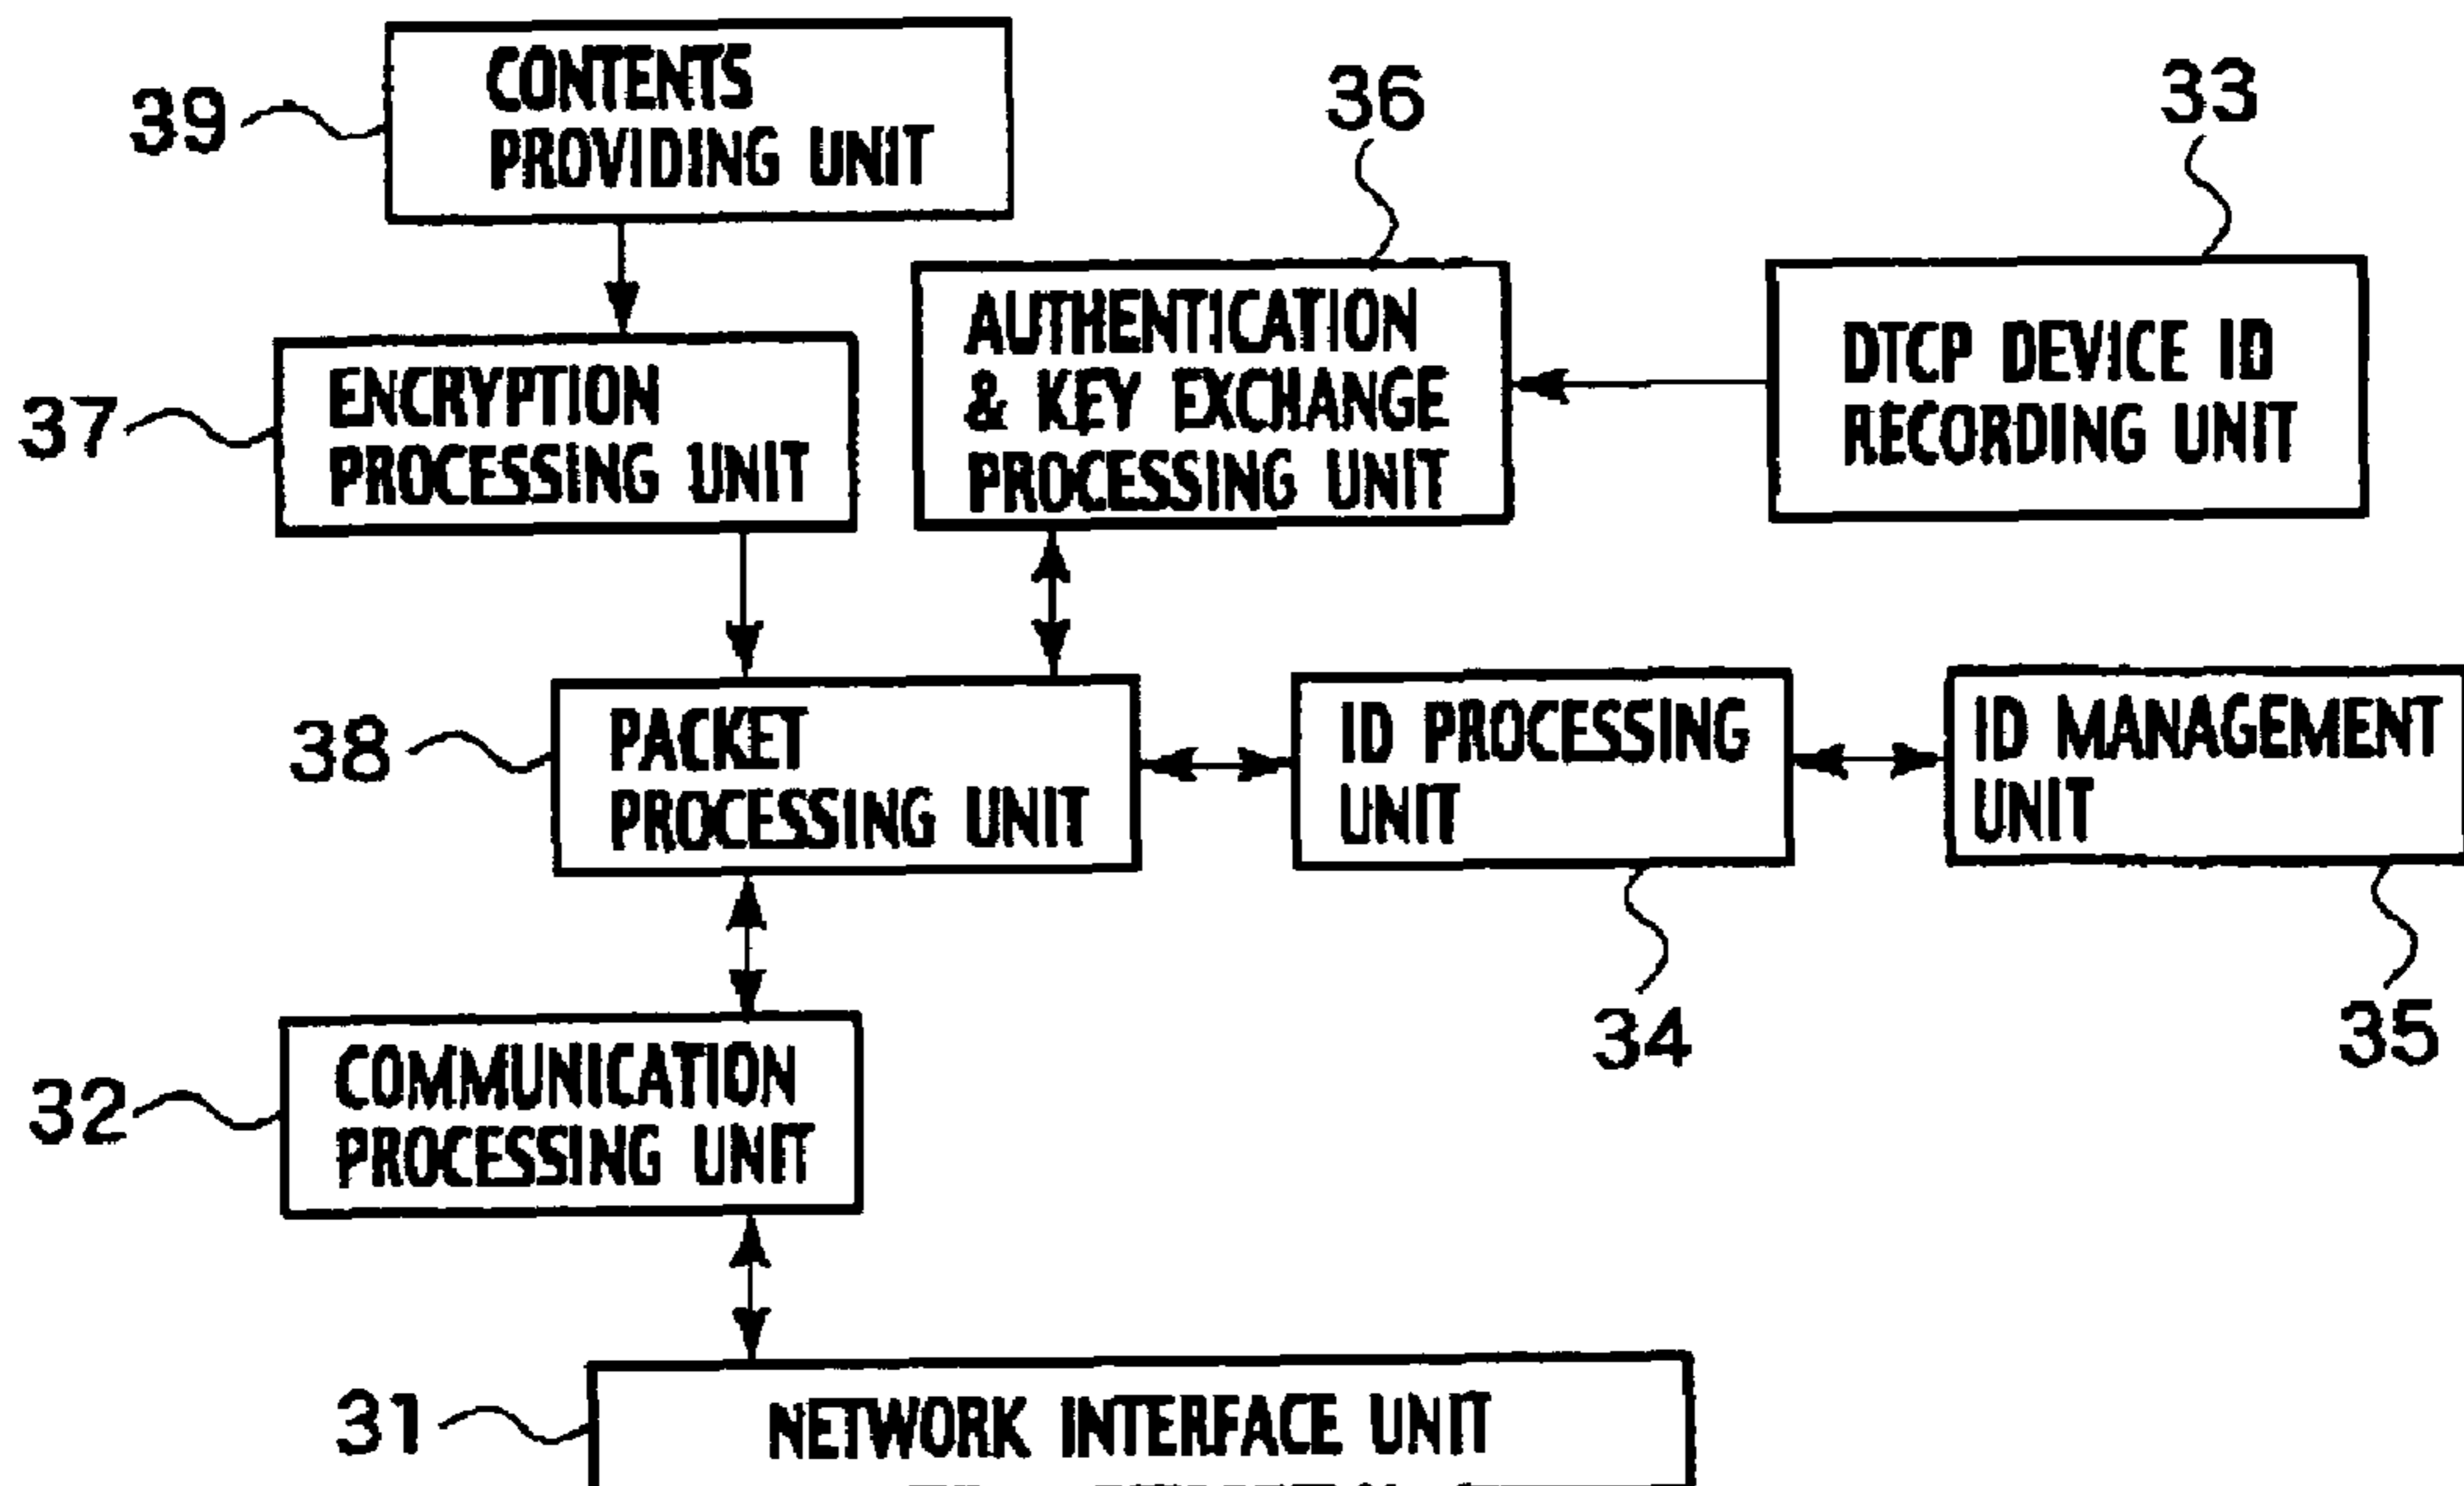 39
CONTENTS
PROVIDING UNIT
36
33
37
ENCRYPTION
PROCESSING UNIT
AUTHENTICATION
& KEY EXCHANGE
PROCESSING UNIT
DTCP DEVICE ID
RECORDING UNIT
38
PACKET
PROCESSING UNIT
ID PROCESSING
UNIT
ID MANAGEMENT
UNIT
34
35
32
COMMUNICATION
PROCESSING UNIT
31
NETWORK INTERFACE UNIT